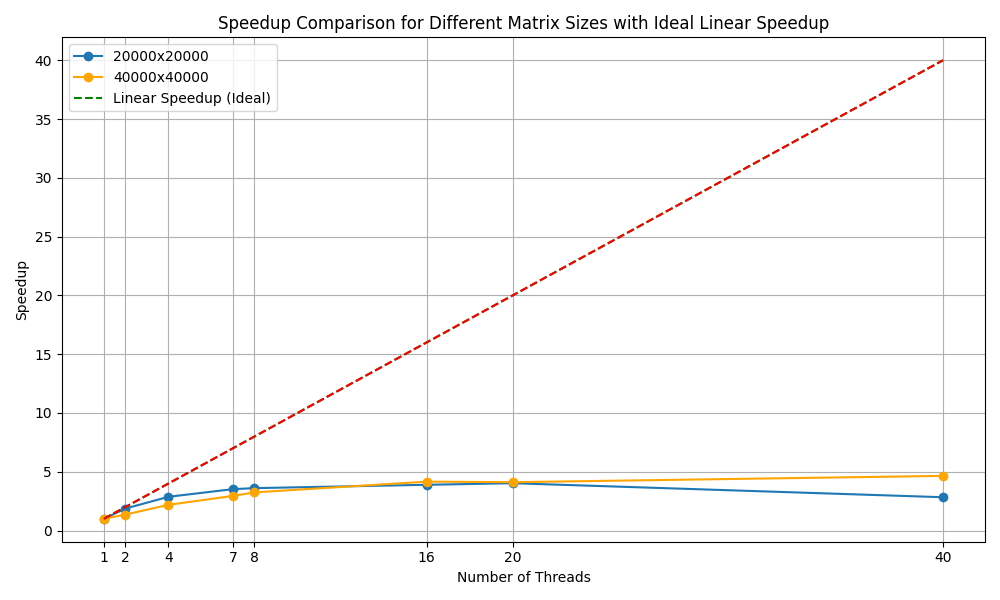 Speedup Comparison for Different Matrix Sizes with Ideal Linear Speedup
20000x20000
40000x40000
Linear Speedup (Ideal)
40
35
30
25
20
15
10
5
0
Speedup
1 2 4 7 8 16 20 40
Number of Threads